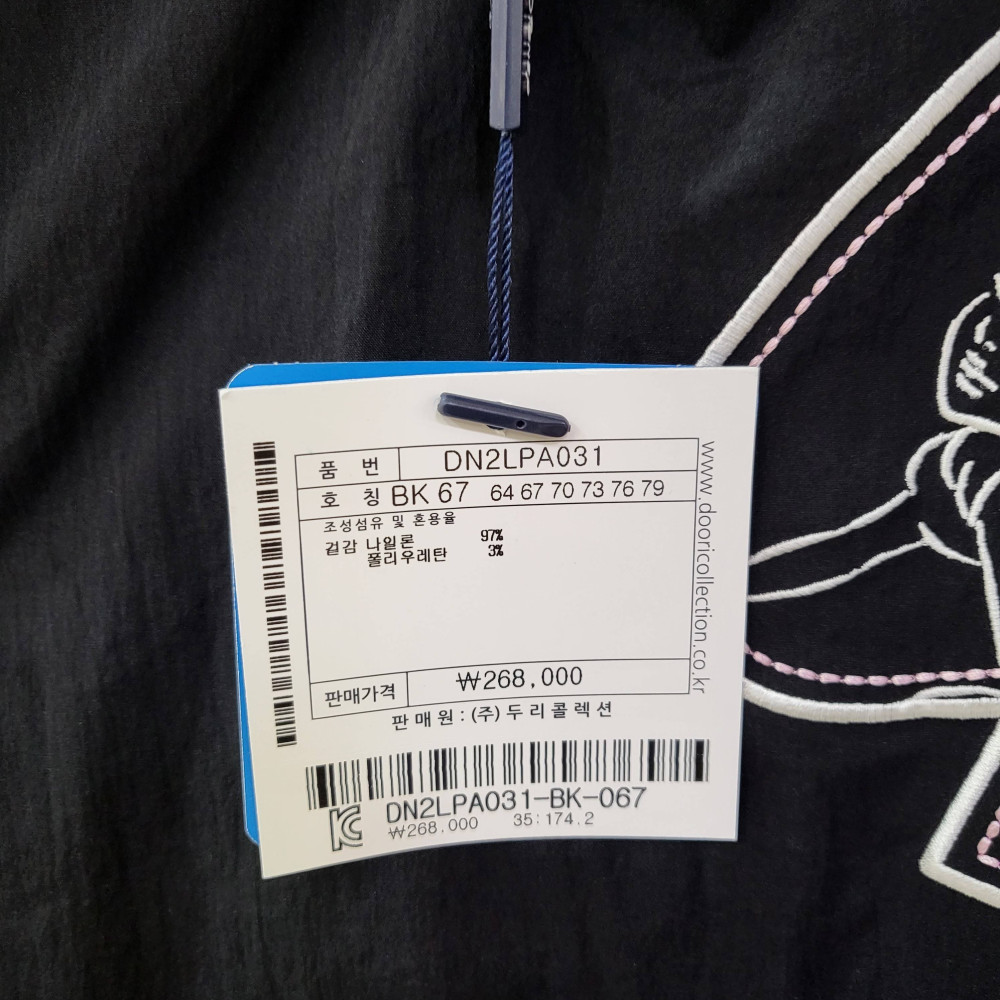 품 번 DN2LPA031
호 칭 BK 67 64 67 70 73 76 79
조성섬유 및 혼용율
겉감 나일론 97%
폴리우레탄 3%
판매가격 ₩268,000
판매원:(주)두리콜렉션
www.dooricollection.co.kr
DN2LPA031-BK-067
₩268,000 35:174.2
KC